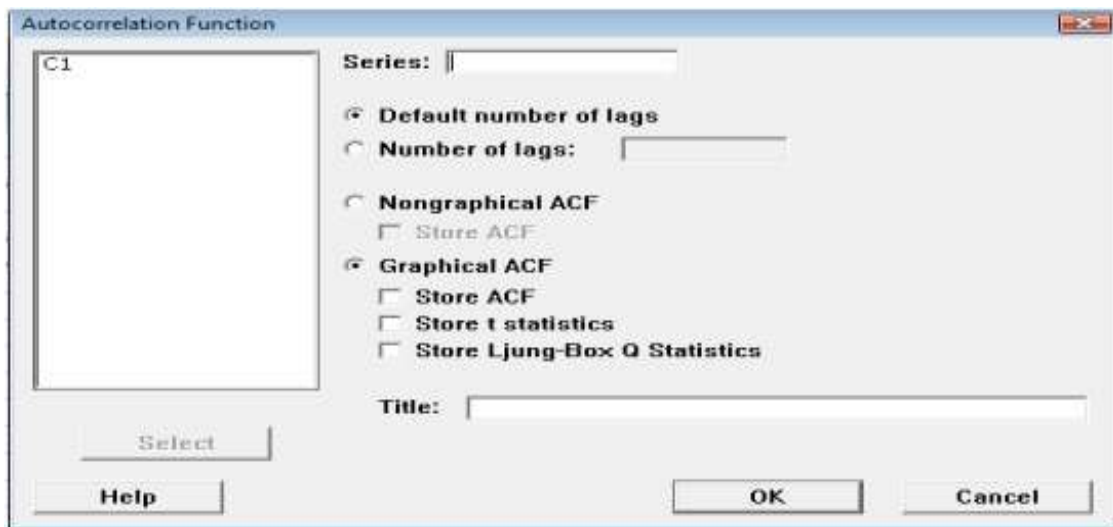 Autocorrelation Function
C1
Series:
Default number of lags
Number of lags:
Nongraphical ACF
Store ACF
Graphical ACF
Store ACF
Store t statistics
Store Ljung-Box Q Statistics
Title:
Select
Help
OK
Cancel